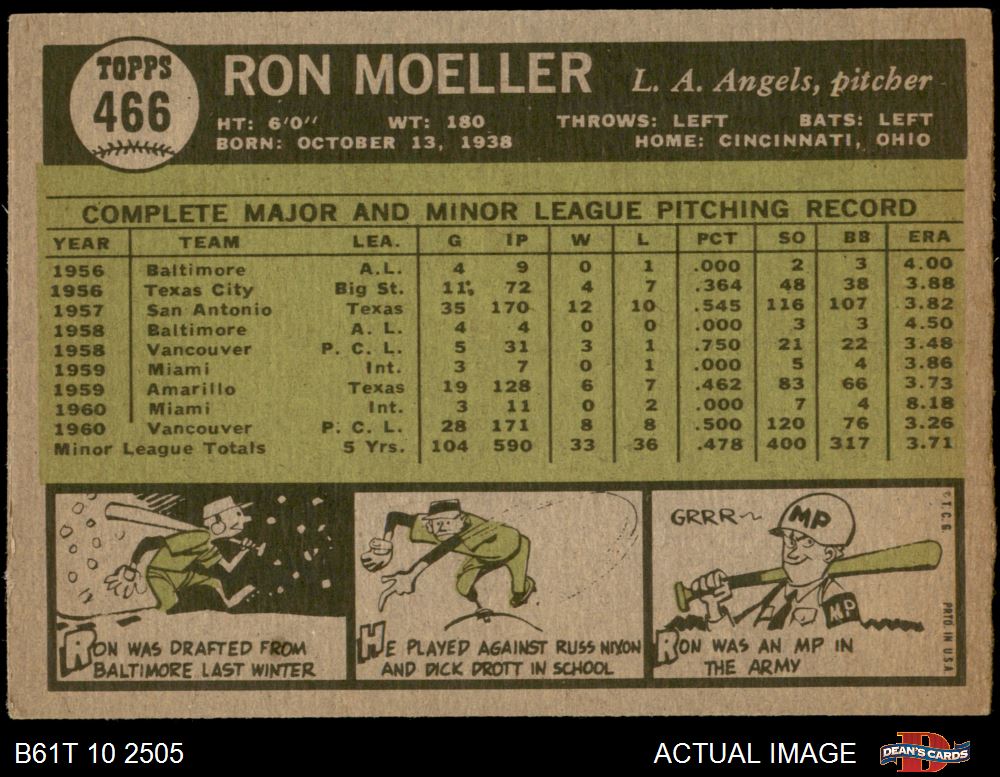 TOPPS
466
RON MOELLER L. A. Angels, pitcher
HT: 6'0'' WT: 180 THROWS: LEFT BATS: LEFT
BORN: OCTOBER 13, 1938 HOME: CINCINNATI, OHIO
COMPLETE MAJOR AND MINOR LEAGUE PITCHING RECORD
YEAR TEAM LEA. G IP W L PCT SO BB ERA
1956 Baltimore A.L. 4 9 0 1 .000 2 3 4.00
1956 Texas City Big St. 11 72 4 7 .364 48 38 3.88
1957 San Antonio Texas 35 170 12 10 .545 116 107 3.82
1958 Baltimore A. L. 4 4 0 0 .000 3 3 4.50
1958 Vancouver P. C. L. 5 31 3 1 .750 21 22 3.48
1959 Miami Int. 3 7 0 1 .000 5 4 3.86
1959 Amarillo Texas 19 128 6 7 .462 83 66 3.73
1960 Miami Int. 3 11 0 2 .000 7 4 8.18
1960 Vancouver P. C. L. 28 171 8 8 .500 120 76 3.26
Minor League Totals 5 Yrs. 104 590 33 36 .478 400 317 3.71
RON WAS DRAFTED FROM
BALTIMORE LAST WINTER
HE PLAYED AGAINST RUSS NIXON
AND DICK DROTT IN SCHOOL
GRRR~
MP
MP
RON WAS AN MP IN
THE ARMY
© T.C.G.
PRTD IN USA
B61T 10 2505 ACTUAL IMAGE
D
DEAN'S CARDS